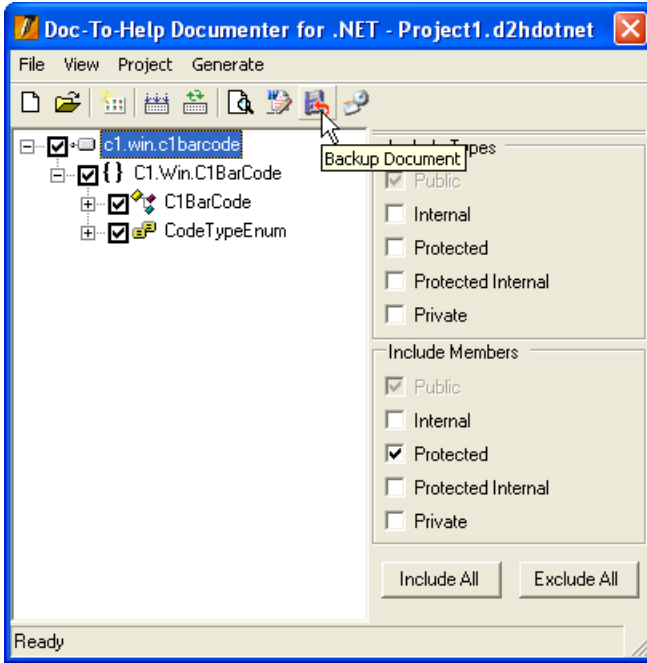 Doc-To-Help Documenter for .NET - Project1.d2hdotnet
File View Project Generate
c1.win.c1barcode
C1.Win.C1BarCode
C1BarCode
CodeTypeEnum
Backup Document
Types
Public
Internal
Protected
Protected Internal
Private
Include Members
Public
Internal
Protected
Protected Internal
Private
Include All Exclude All
Ready